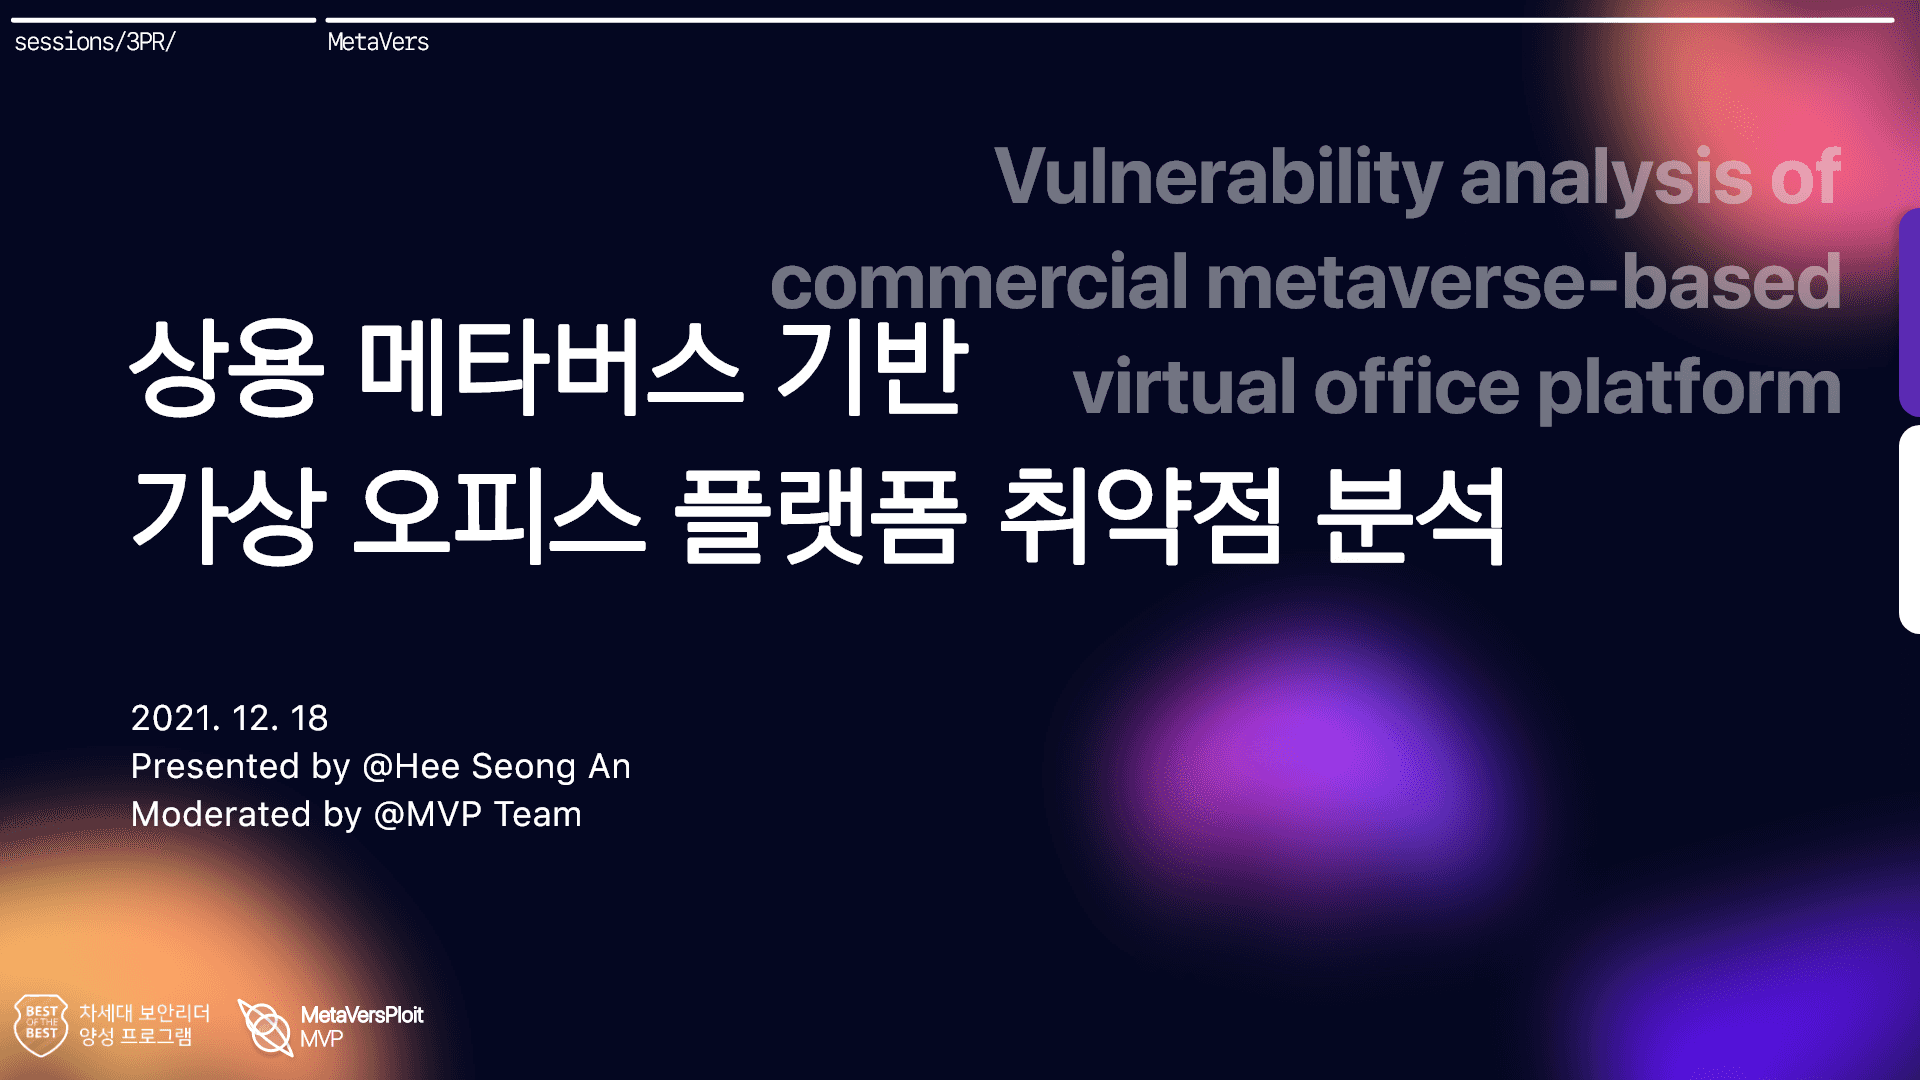 sessions/3PR/
MetaVers
Vulnerability analysis of
commercial metaverse-based
virtual office platform
상용 메타버스 기반
가상 오피스 플랫폼 취약점 분석
2021. 12. 18
Presented by @Hee Seong An
Moderated by @MVP Team
BEST
OF THE
BEST
차세대 보안리더
양성 프로그램
MetaVersPloit
MVP